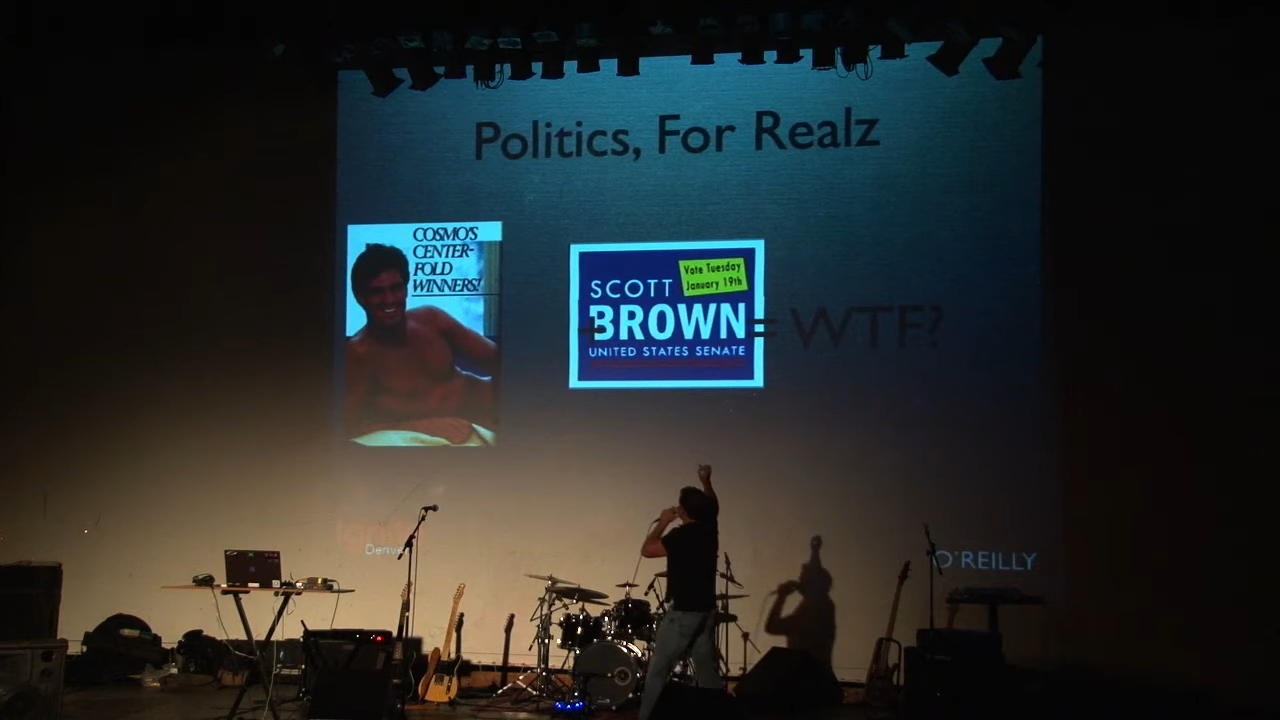 Politics, For Realz
COSMO'S
CENTER-
FOLD
WINNERS!
SCOTT
Vote Tuesday
January 19th
+
BROWN
= WTF?
UNITED STATES SENATE
O'REILLY